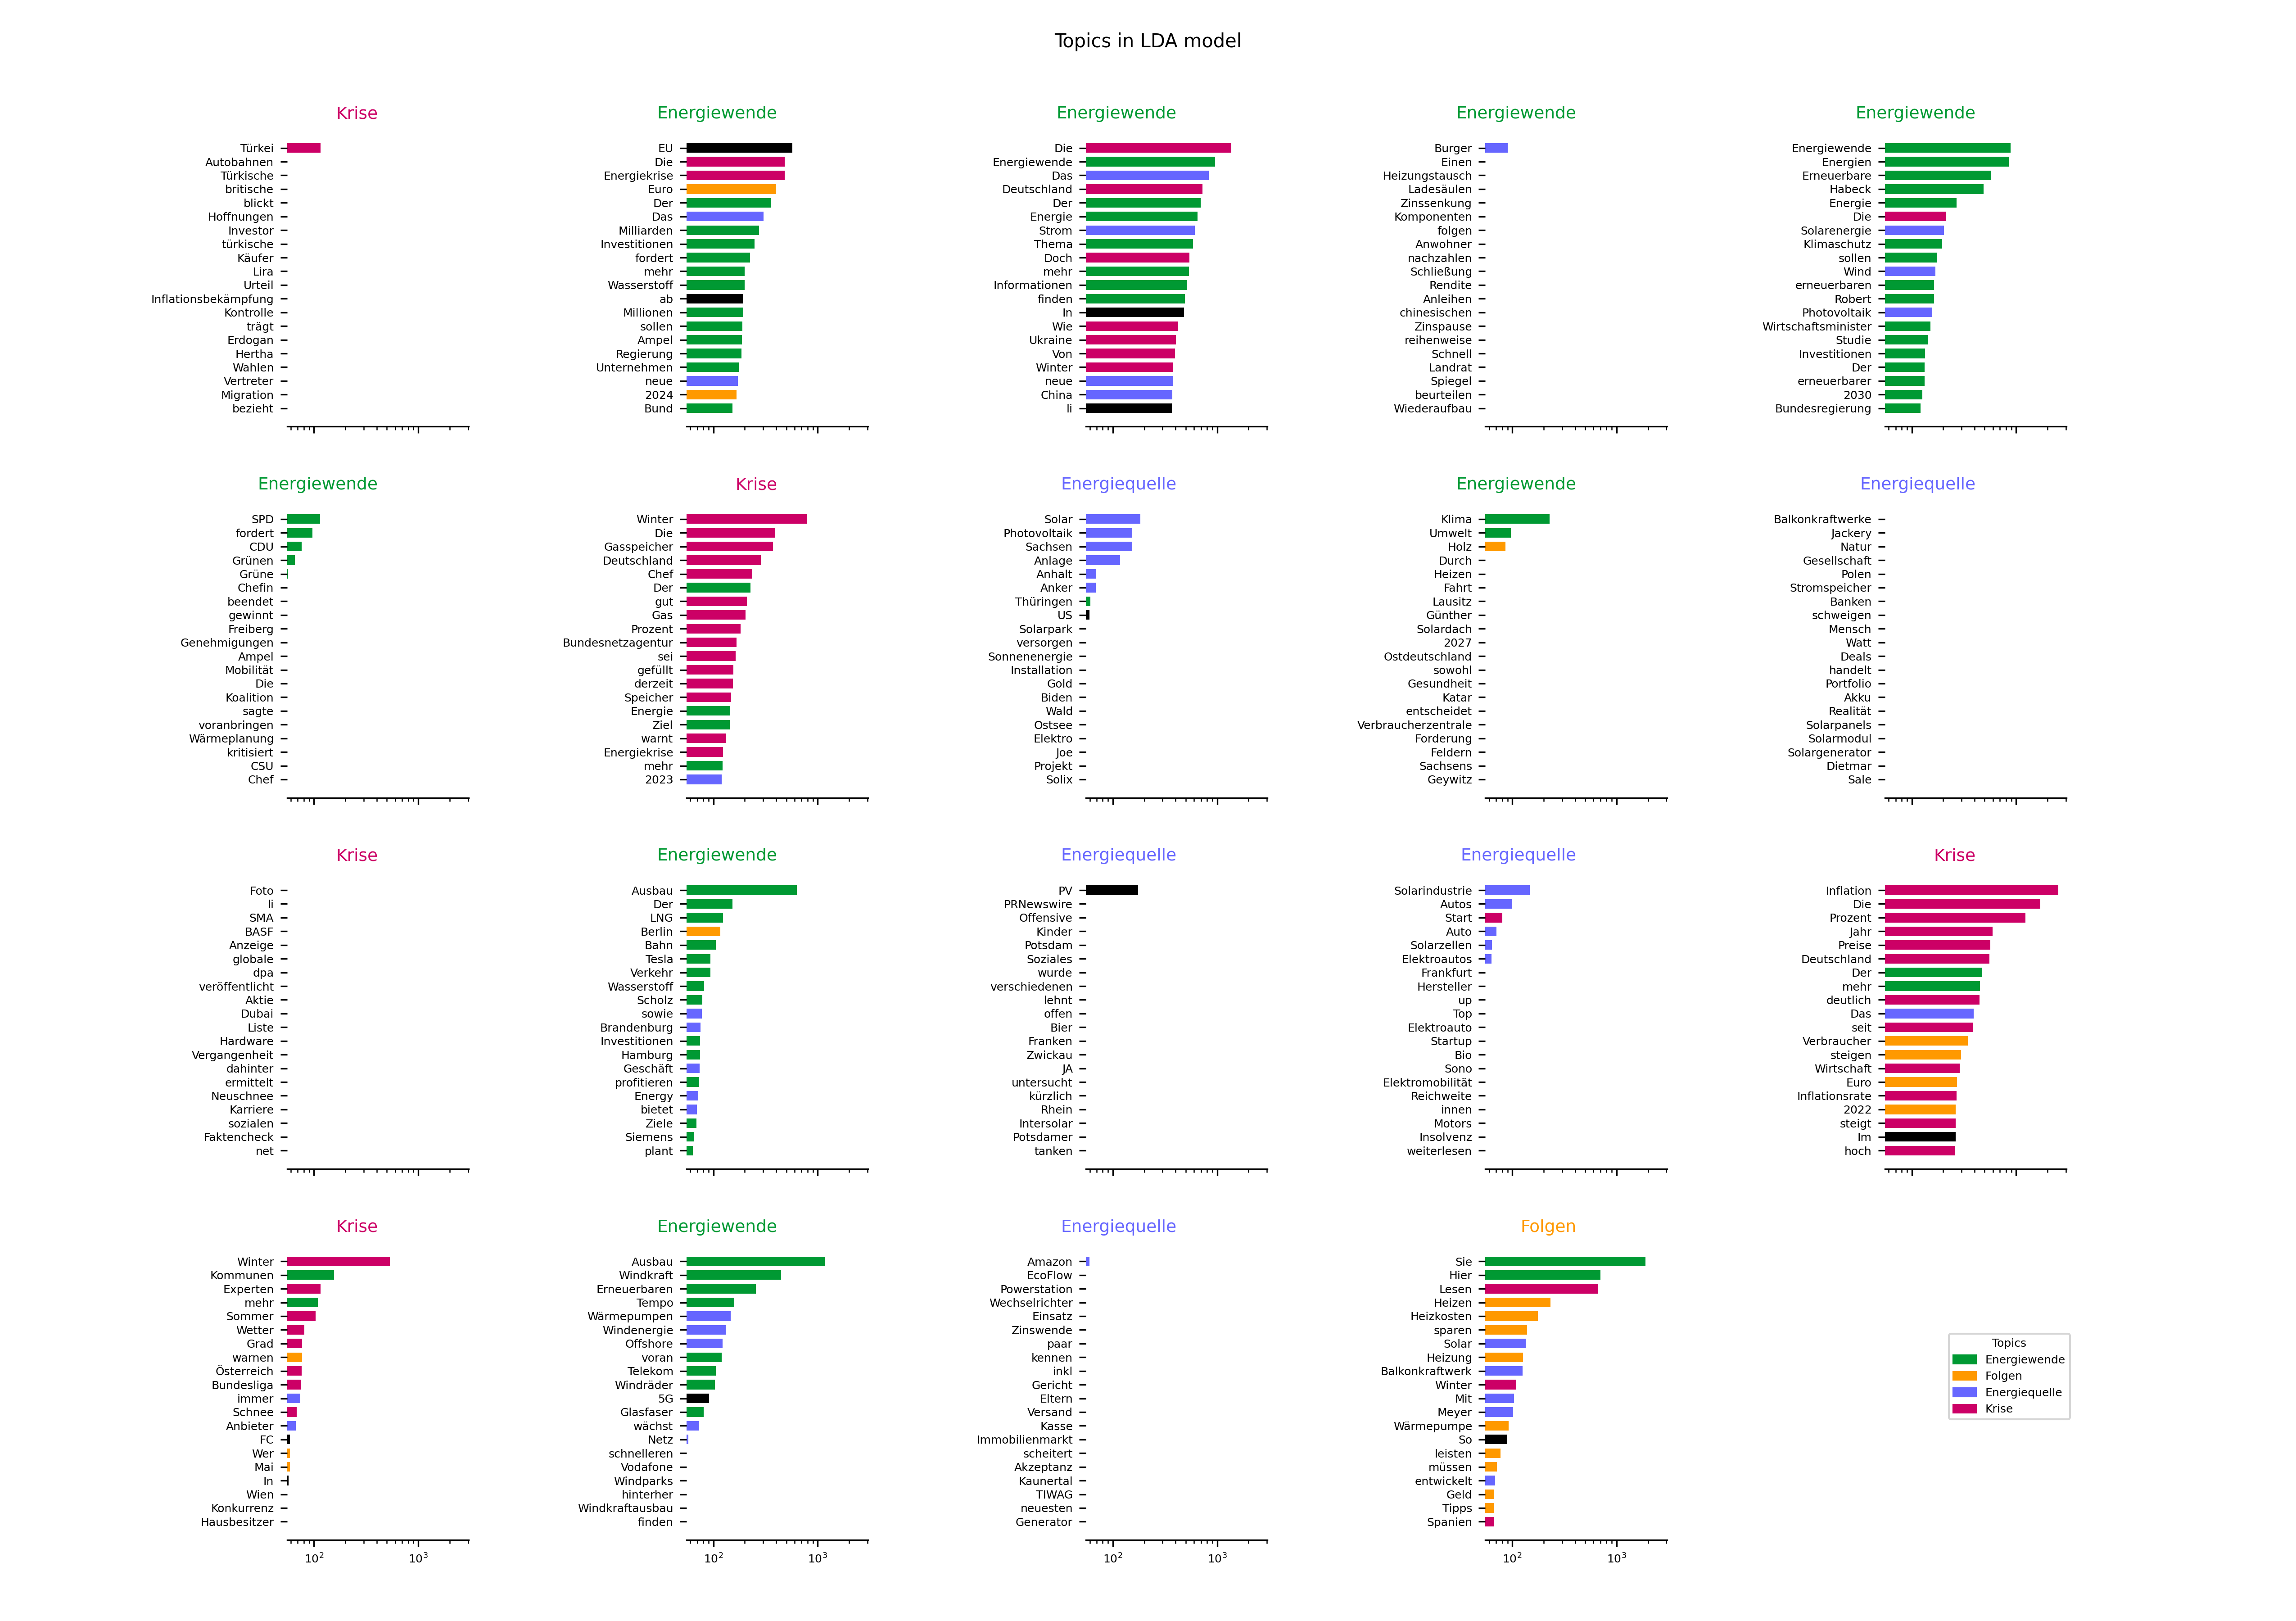 Topics in LDA model
Krise
Türkei
Autobahnen
Türkische
britische
blickt
Hoffnungen
Investor
türkische
Käufer
Lira
Urteil
Inflationsbekämpfung
Kontrolle
trägt
Erdogan
Hertha
Wahlen
Vertreter
Migration
bezieht
Energiewende
EU
Die
Energiekrise
Euro
Der
Das
Milliarden
Investitionen
fordert
mehr
Wasserstoff
ab
Millionen
sollen
Ampel
Regierung
Unternehmen
neue
2024
Bund
Energiewende
Die
Energiewende
Das
Deutschland
Der
Energie
Strom
Thema
Doch
mehr
Informationen
finden
In
Wie
Ukraine
Von
Winter
neue
China
li
Energiewende
Burger
Einen
Heizungstausch
Ladesäulen
Zinssenkung
Komponenten
folgen
Anwohner
nachzahlen
Schließung
Rendite
Anleihen
chinesischen
Zinspause
reihenweise
Schnell
Landrat
Spiegel
beurteilen
Wiederaufbau
Energiewende
Energiewende
Energien
Erneuerbare
Habeck
Energie
Die
Solarenergie
Klimaschutz
sollen
Wind
erneuerbaren
Robert
Photovoltaik
Wirtschaftsminister
Studie
Investitionen
Der
erneuerbarer
2030
Bundesregierung
Energiewende
SPD
fordert
CDU
Grünen
Grüne
Chefin
beendet
gewinnt
Freiberg
Genehmigungen
Ampel
Mobilität
Die
Koalition
sagte
voranbringen
Wärmeplanung
kritisiert
CSU
Chef
Krise
Winter
Die
Gasspeicher
Deutschland
Chef
Der
gut
Gas
Prozent
Bundesnetzagentur
sei
gefüllt
derzeit
Speicher
Energie
Ziel
warnt
Energiekrise
mehr
2023
Energiequelle
Solar
Photovoltaik
Sachsen
Anlage
Anhalt
Anker
Thüringen
US
Solarpark
versorgen
Sonnenenergie
Installation
Gold
Biden
Wald
Ostsee
Elektro
Joe
Projekt
Solix
Energiewende
Klima
Umwelt
Holz
Durch
Heizen
Fahrt
Lausitz
Günther
Solardach
2027
Ostdeutschland
sowohl
Gesundheit
Katar
entscheidet
Verbraucherzentrale
Forderung
Feldern
Sachsens
Geywitz
Energiequelle
Balkonkraftwerke
Jackery
Natur
Gesellschaft
Polen
Stromspeicher
Banken
schweigen
Mensch
Watt
Deals
handelt
Portfolio
Akku
Realität
Solarpanels
Solarmodul
Solargenerator
Dietmar
Sale
Krise
Foto
li
SMA
BASF
Anzeige
globale
dpa
veröffentlicht
Aktie
Dubai
Liste
Hardware
Vergangenheit
dahinter
ermittelt
Neuschnee
Karriere
sozialen
Faktencheck
net
Energiewende
Ausbau
Der
LNG
Berlin
Bahn
Tesla
Verkehr
Wasserstoff
Scholz
sowie
Brandenburg
Investitionen
Hamburg
Geschäft
profitieren
Energy
bietet
Ziele
Siemens
plant
Energiequelle
PV
PRNewswire
Offensive
Kinder
Potsdam
Soziales
wurde
verschiedenen
lehnt
offen
Bier
Franken
Zwickau
JA
untersucht
kürzlich
Rhein
Intersolar
Potsdamer
tanken
Energiequelle
Solarindustrie
Autos
Start
Auto
Solarzellen
Elektroautos
Frankfurt
Hersteller
up
Top
Elektroauto
Startup
Bio
Sono
Elektromobilität
Reichweite
innen
Motors
Insolvenz
weiterlesen
Krise
Inflation
Die
Prozent
Jahr
Preise
Deutschland
Der
mehr
deutlich
Das
seit
Verbraucher
steigen
Wirtschaft
Euro
Inflationsrate
2022
steigt
Im
hoch
Krise
Winter
Kommunen
Experten
mehr
Sommer
Wetter
Grad
warnen
Österreich
Bundesliga
immer
Schnee
Anbieter
FC
Wer
Mai
In
Wien
Konkurrenz
Hausbesitzer
10² 10³
Energiewende
Ausbau
Windkraft
Erneuerbaren
Tempo
Wärmepumpen
Windenergie
Offshore
voran
Telekom
Windräder
5G
Glasfaser
wächst
Netz
schnelleren
Vodafone
Windparks
hinterher
Windkraftausbau
finden
10² 10³
Energiequelle
Amazon
EcoFlow
Powerstation
Wechselrichter
Einsatz
Zinswende
paar
kennen
inkl
Gericht
Eltern
Versand
Kasse
Immobilienmarkt
scheitert
Akzeptanz
Kaunertal
TIWAG
neuesten
Generator
10² 10³
Folgen
Sie
Hier
Lesen
Heizen
Heizkosten
sparen
Solar
Heizung
Balkonkraftwerk
Winter
Mit
Meyer
Wärmepumpe
So
leisten
müssen
entwickelt
Geld
Tipps
Spanien
10² 10³
Topics
Energiewende
Folgen
Energiequelle
Krise